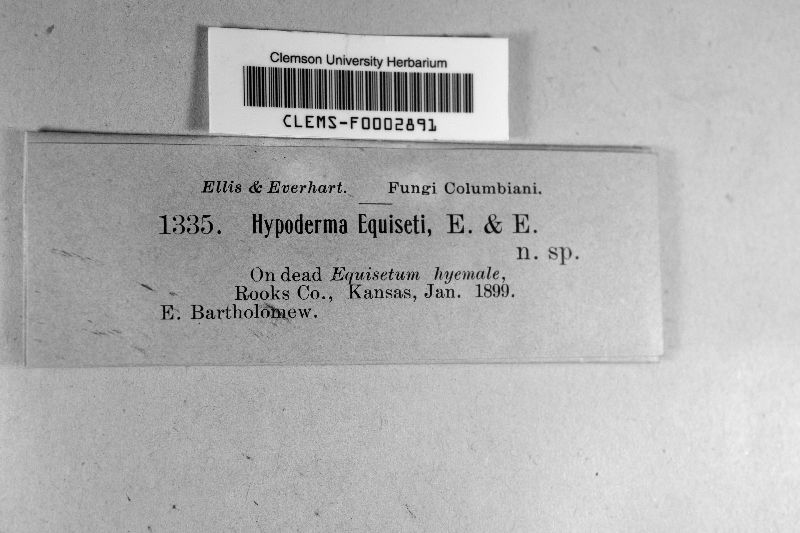 Clemson University Herbarium
CLEMS-F0002891
Ellis & Everhart. Fungi Columbiani.
1335. Hypoderma Equiseti, E. & E.
n. sp.
On dead Equisetum hyemale,
Rooks Co., Kansas, Jan. 1899.
E. Bartholomew.